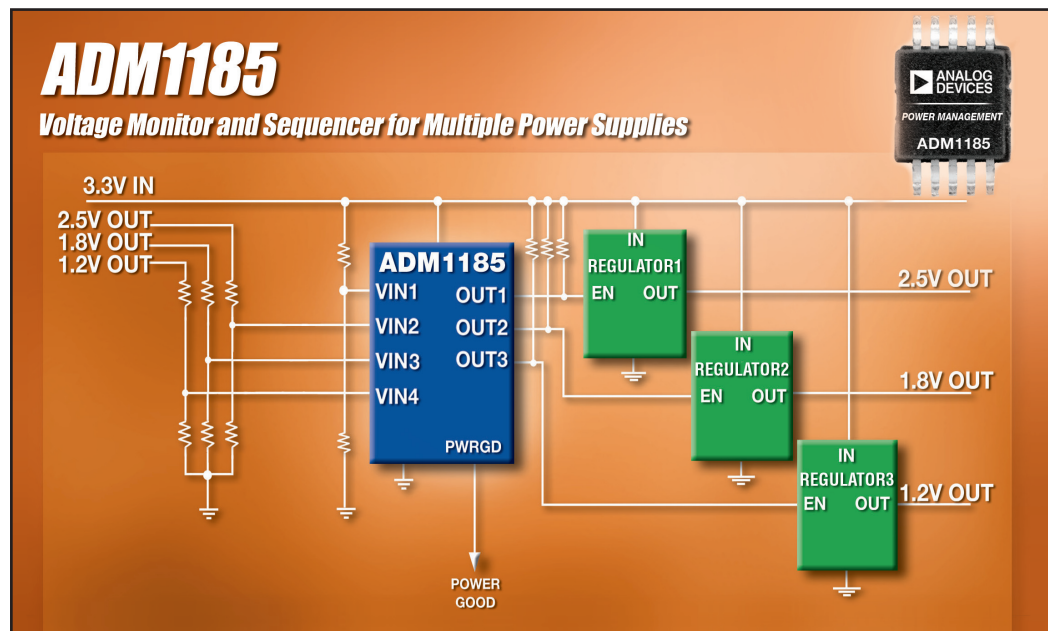 ADM1185
Voltage Monitor and Sequencer for Multiple Power Supplies
ANALOG
DEVICES
POWER MANAGEMENT
ADM1185
3.3V IN
2.5V OUT
1.8V OUT
1.2V OUT
ADM1185
VIN1
OUT1
VIN2
OUT2
VIN3
OUT3
VIN4
PWRGD
POWER
GOOD
IN
REGULATOR1
EN OUT
2.5V OUT
IN
REGULATOR2
EN OUT
1.8V OUT
IN
REGULATOR3
EN OUT
1.2V OUT